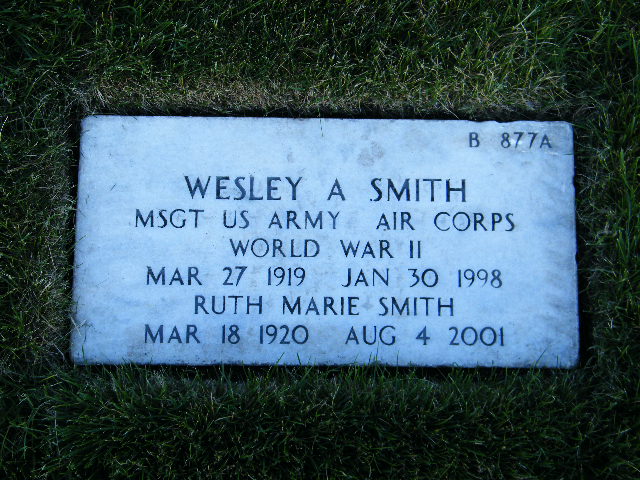 B 877A
WESLEY A SMITH
MSGT US ARMY AIR CORPS
WORLD WAR II
MAR 27 1919 JAN 30 1998
RUTH MARIE SMITH
MAR 18 1920 AUG 4 2001